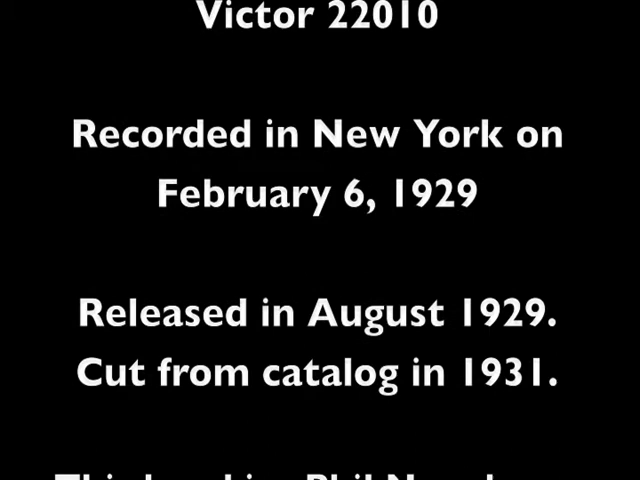 Victor 22010
Recorded in New York on
February 6, 1929
Released in August 1929.
Cut from catalog in 1931.